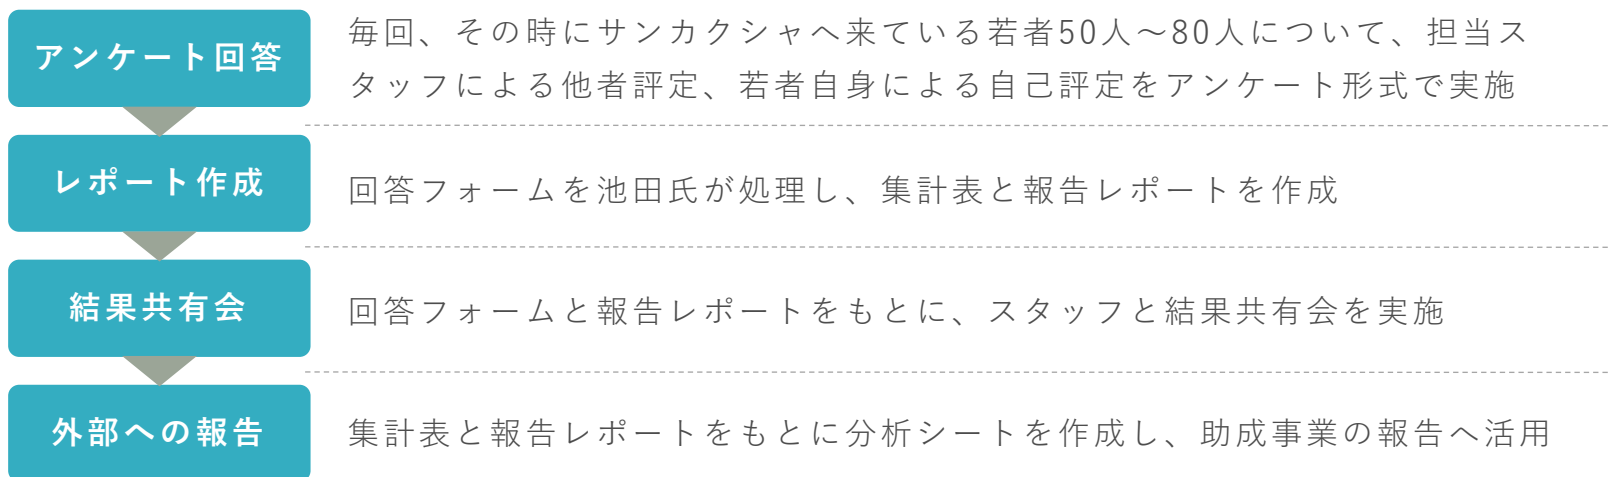 アンケート回答
毎回、その時にサンカクシャへ来ている若者50人〜80人について、担当ス
タッフによる他者評定、若者自身による自己評定をアンケート形式で実施
レポート作成
回答フォームを池田氏が処理し、集計表と報告レポートを作成
結果共有会
回答フォームと報告レポートをもとに、スタッフと結果共有会を実施
外部への報告
集計表と報告レポートをもとに分析シートを作成し、助成事業の報告へ活用